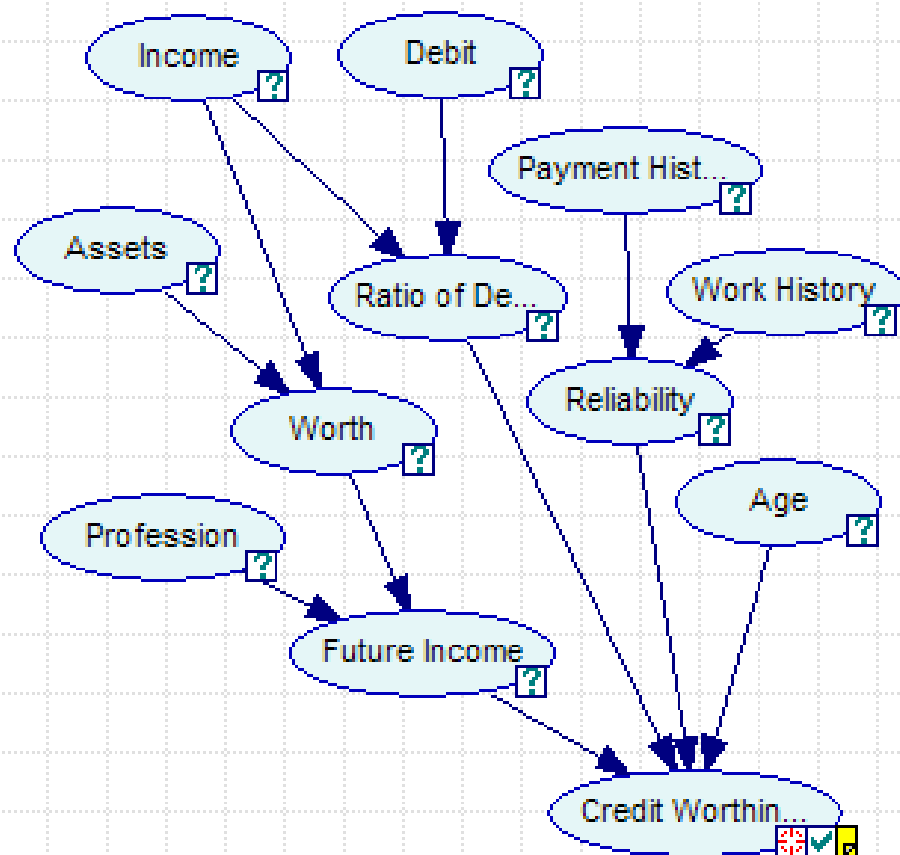 Income
Debit
Payment Hist...
Assets
Ratio of De...
Work History
Reliability
Worth
Age
Profession
Future Income
Credit Worthin...
?
?
?
?
?
?
?
?
?
?
?